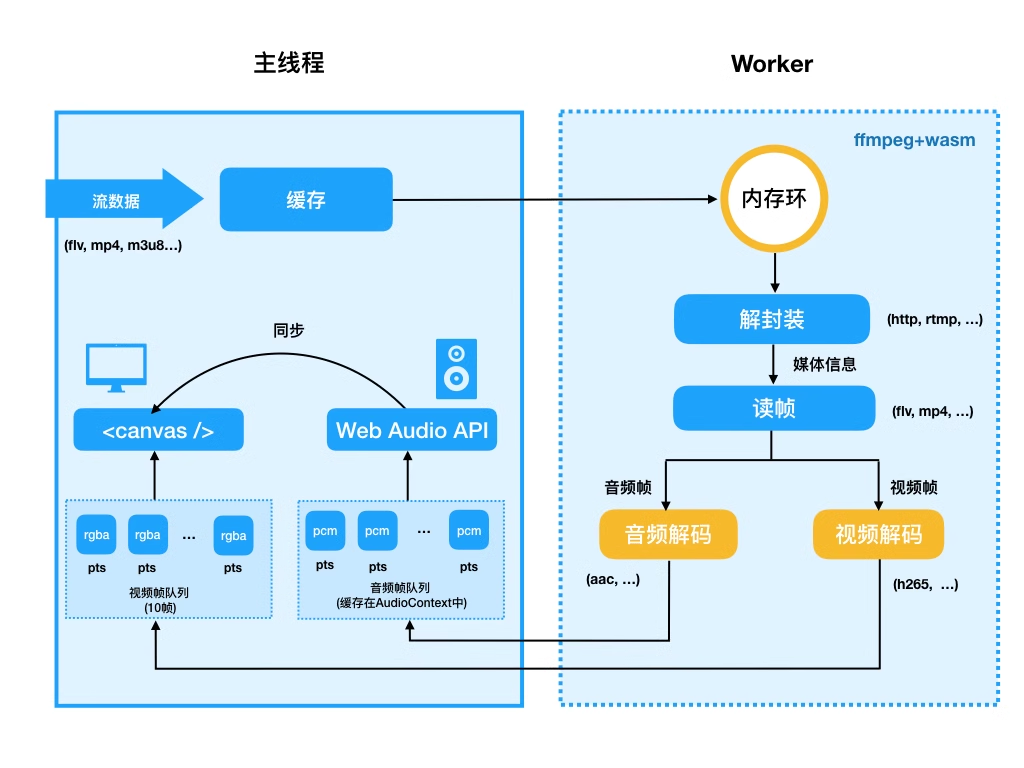 主线程
Worker
ffmpeg+wasm
流数据
缓存
内存环
(flv, mp4, m3u8…)
解封装
(http, rtmp, …)
同步
媒体信息
读帧
(flv, mp4, …)
<canvas />
Web Audio API
音频帧
视频帧
rgba
rgba
…
rgba
pts
pts
pts
视频帧队列
(10帧)
pcm
pcm
…
pcm
pts
pts
pts
音频帧队列
(缓存在AudioContext中)
音频解码
视频解码
(aac, …)
(h265, …)